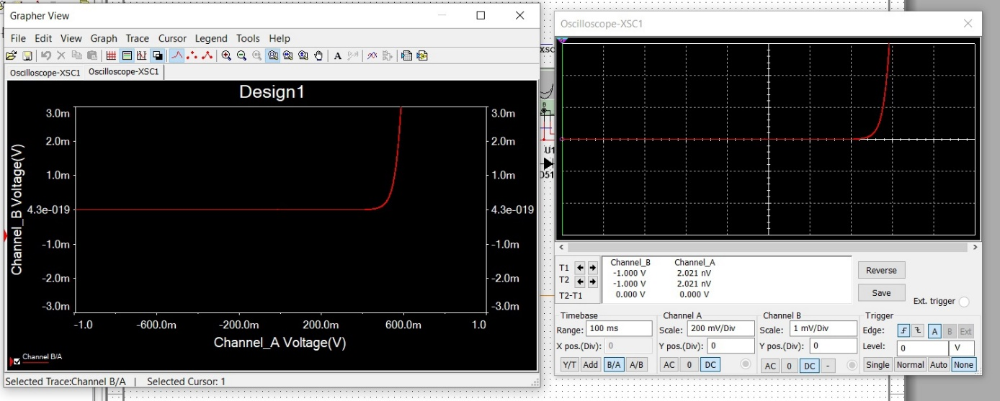 Grapher View
File Edit View Graph Trace Cursor Legend Tools Help
Oscilloscope-XSC1 Oscilloscope-XSC1
Design1
3.0m 3.0m
2.0m 2.0m
1.0m 1.0m
4.3e-019 4.3e-019
-1.0m -1.0m
-2.0m -2.0m
-3.0m -3.0m
Channel_B Voltage(V)
-1.0 -600.0m -200.0m 200.0m 600.0m 1.0
Channel_A Voltage(V)
Channel B/A
Selected Trace:Channel B/A | Selected Cursor: 1
XSC
B
U1
Oscilloscope-XSC1
Channel_B Channel_A
T1 -1.000 V 2.021 nV
T2 -1.000 V 2.021 nV
T2-T1 0.000 V 0.000 V
Reverse
Save
Ext. trigger
Timebase
Range: 100 ms
X pos.(Div): 0
Y/T Add B/A A/B
Channel A
Scale: 200 mV/Div
Y pos.(Div): 0
AC 0 DC
Channel B
Scale: 1 mV/Div
Y pos.(Div): 0
AC 0 DC -
Trigger
Edge: A B Ext
Level: 0 V
Single Normal Auto None